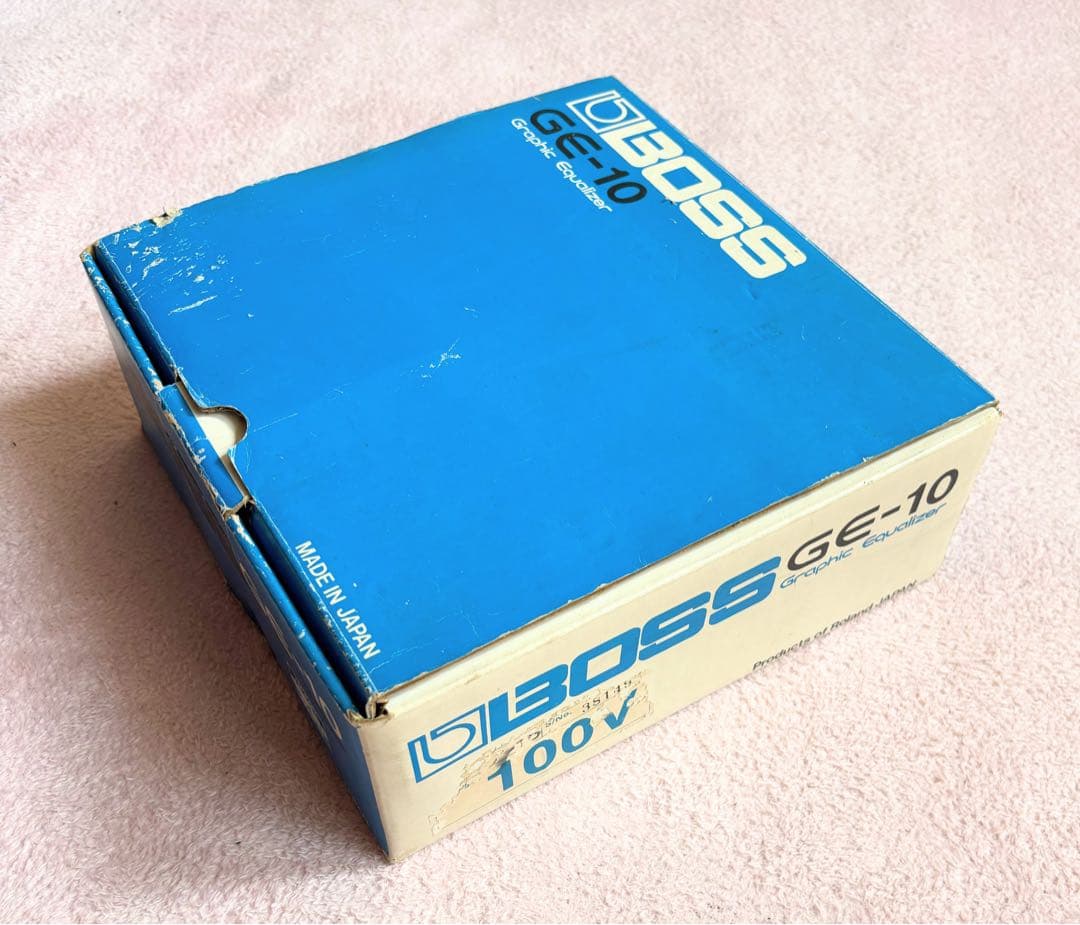 BOSS
GE-10
Graphic Equalizer
MADE IN JAPAN
BOSS GE-10
Graphic Equalizer
Products of Roland JAPAN
S/No.
100V